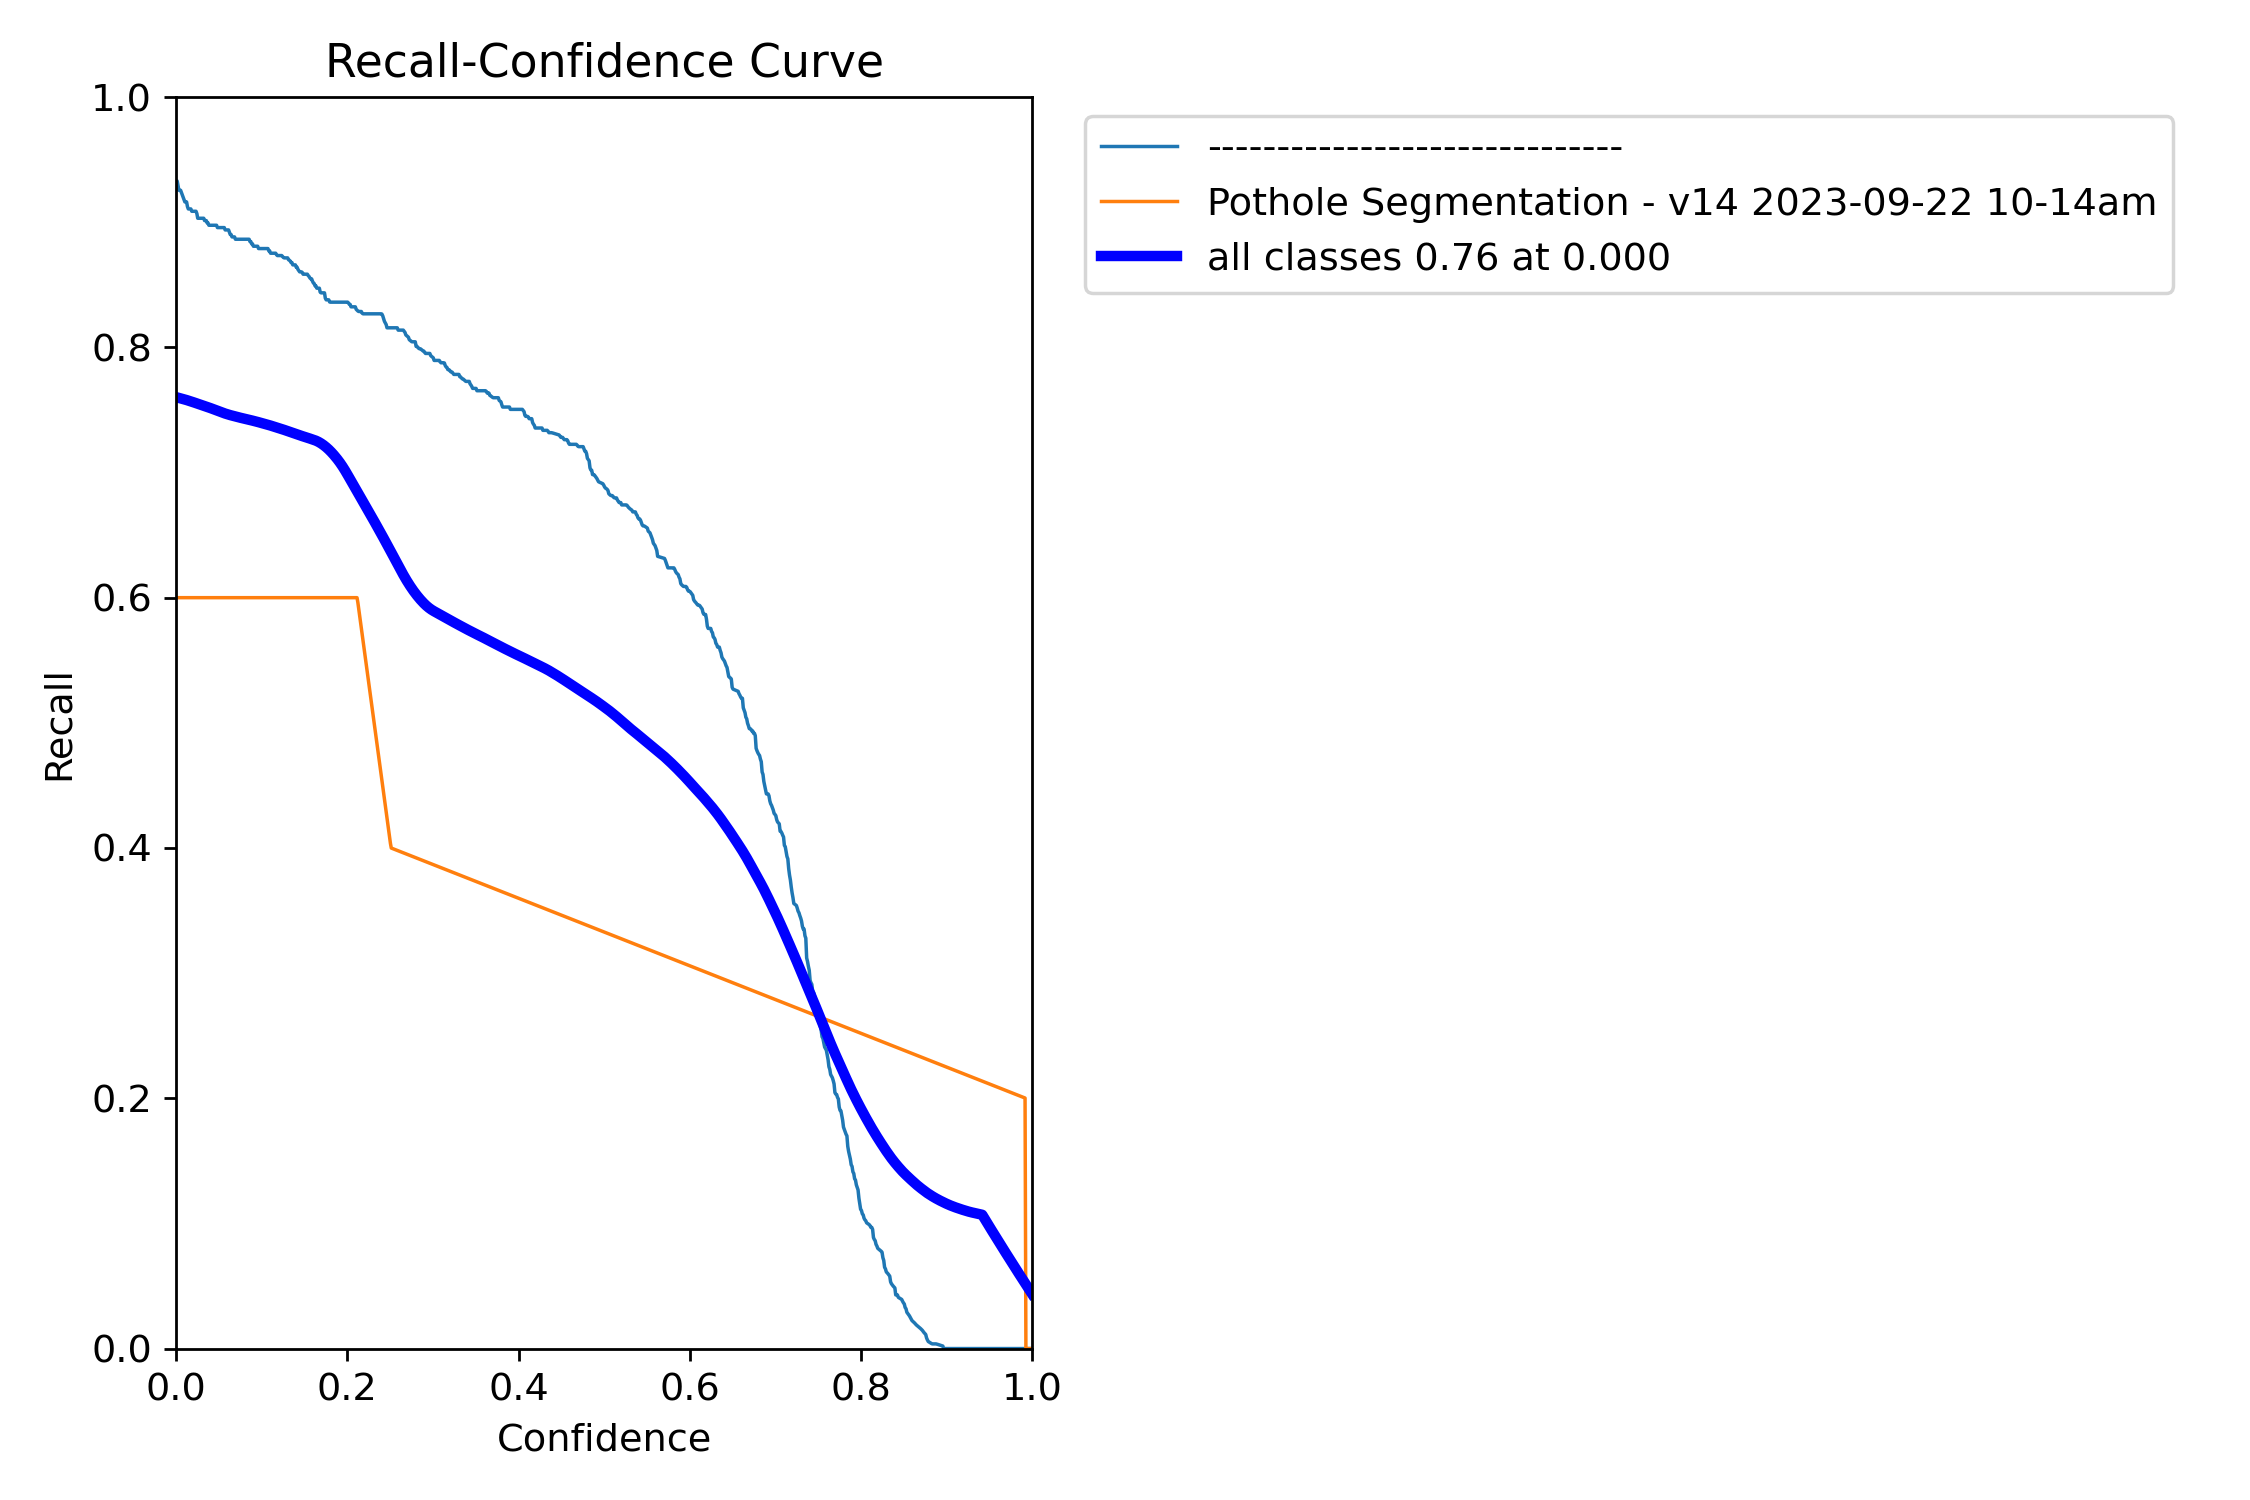 Recall-Confidence Curve
1.0
0.8
0.6
0.4
0.2
0.0
Recall
0.0 0.2 0.4 0.6 0.8 1.0
Confidence
------------------------------
Pothole Segmentation - v14 2023-09-22 10-14am
all classes 0.76 at 0.000